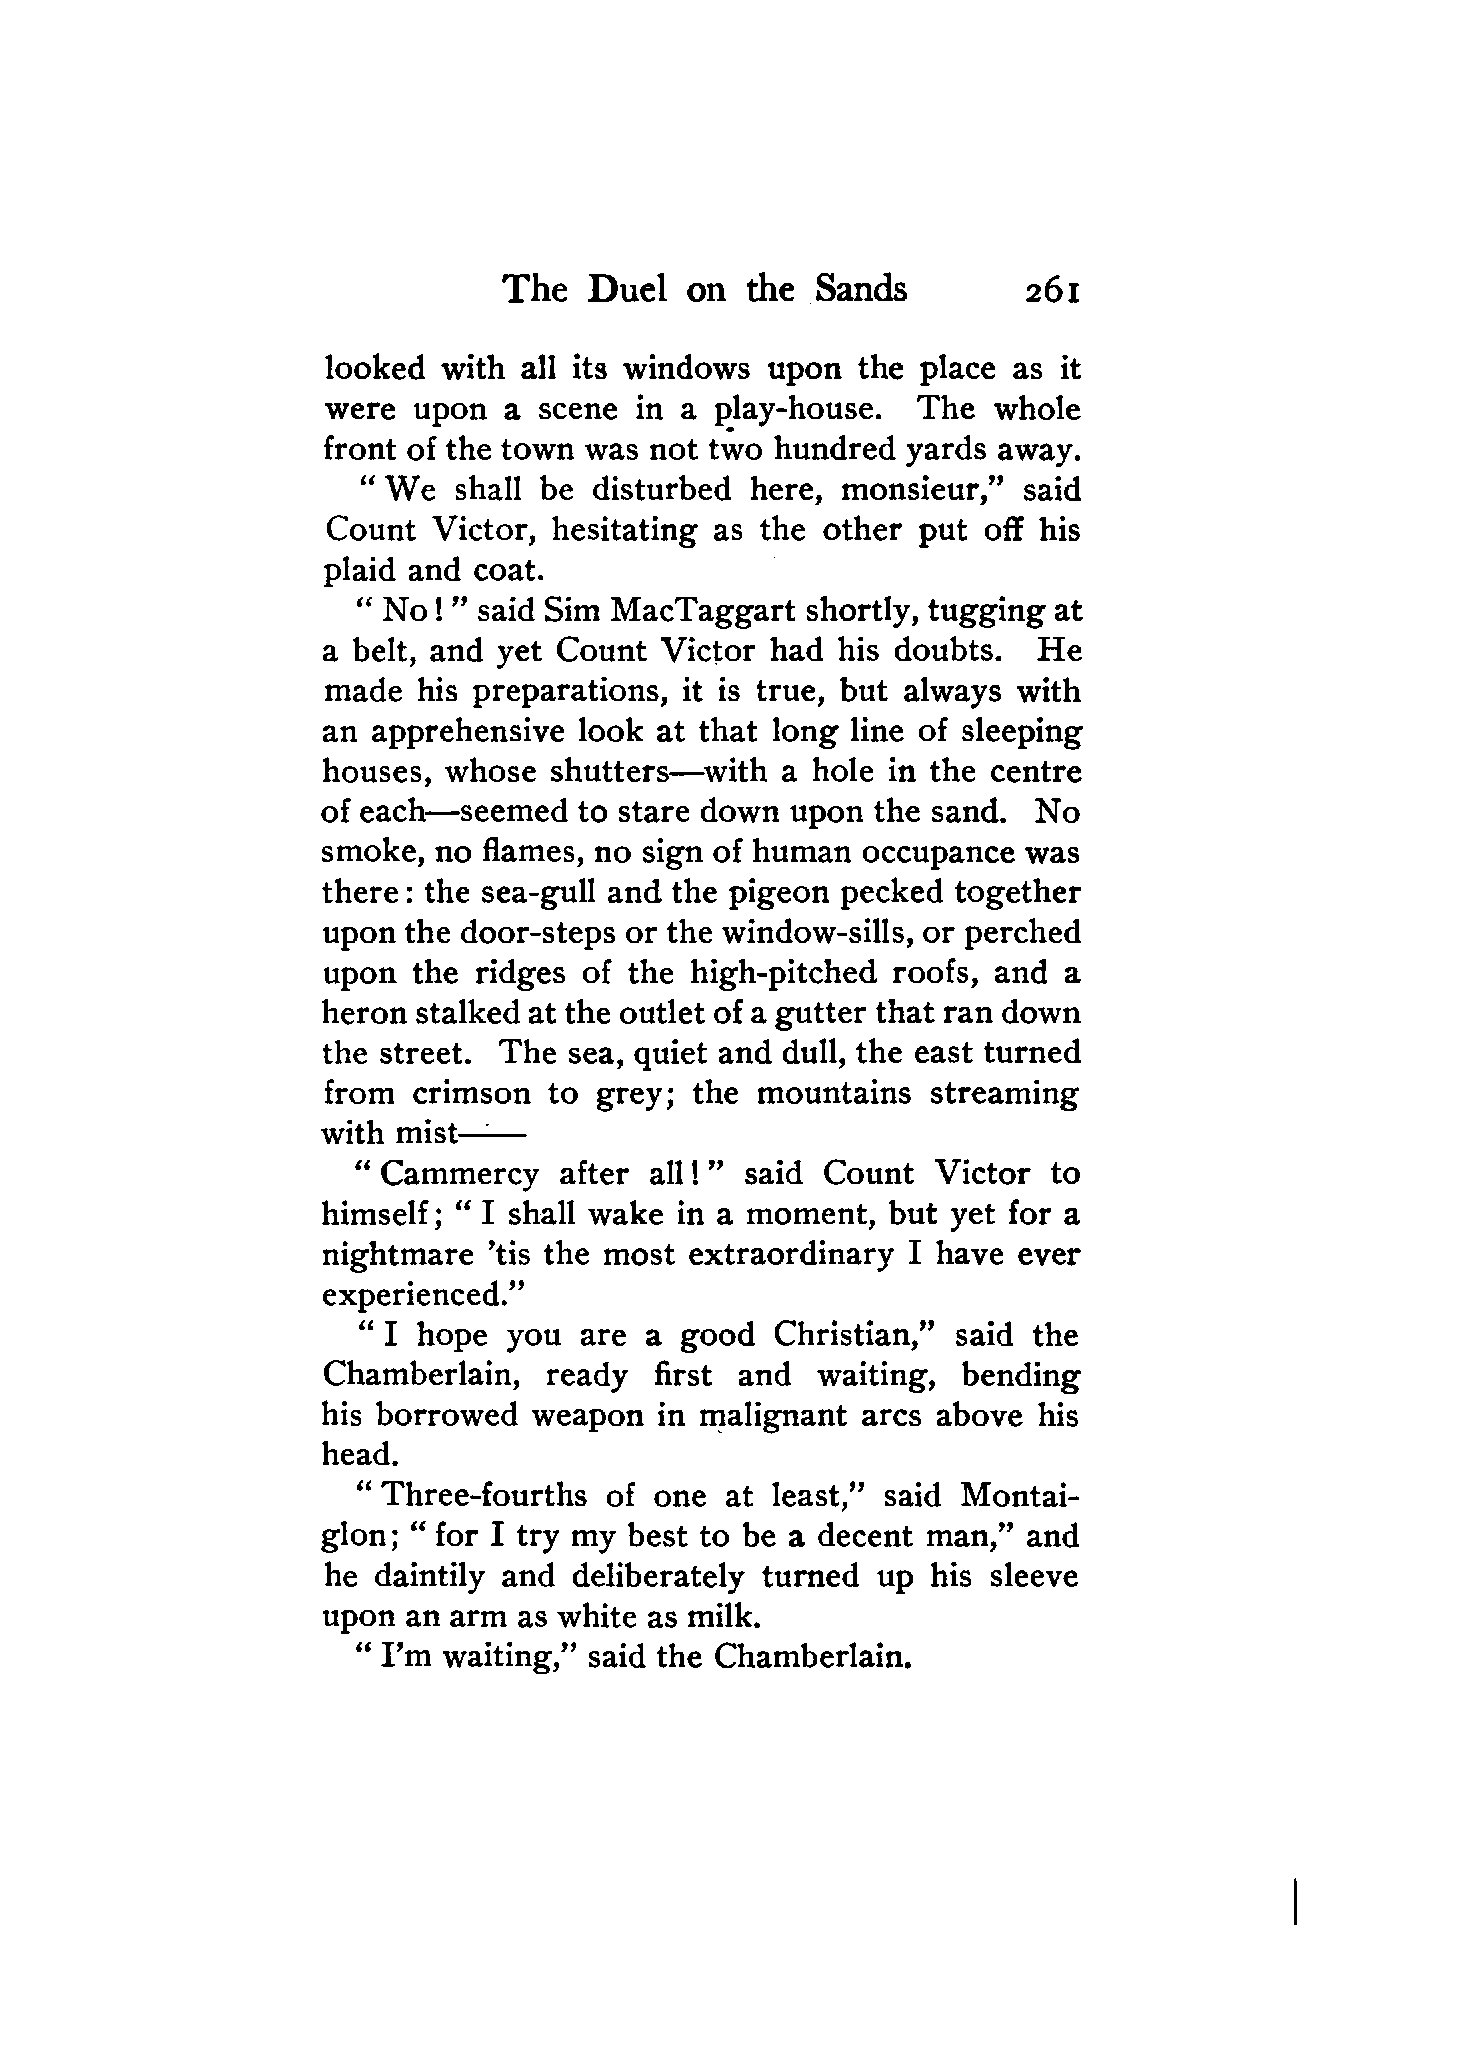 The Duel on the Sands 261
looked with all its windows upon the place as it
were upon a scene in a play-house. The whole
front of the town was not two hundred yards away.
“ We shall be disturbed here, monsieur,” said
Count Victor, hesitating as the other put off his
plaid and coat.
“ No ! ” said Sim MacTaggart shortly, tugging at
a belt, and yet Count Victor had his doubts. He
made his preparations, it is true, but always with
an apprehensive look at that long line of sleeping
houses, whose shutters—with a hole in the centre
of each—seemed to stare down upon the sand. No
smoke, no flames, no sign of human occupance was
there : the sea-gull and the pigeon pecked together
upon the door-steps or the window-sills, or perched
upon the ridges of the high-pitched roofs, and a
heron stalked at the outlet of a gutter that ran down
the street. The sea, quiet and dull, the east turned
from crimson to grey; the mountains streaming
with mist——
“ Cammercy after all ! ” said Count Victor to
himself ; “ I shall wake in a moment, but yet for a
nightmare ’tis the most extraordinary I have ever
experienced.”
“ I hope you are a good Christian,” said the
Chamberlain, ready first and waiting, bending
his borrowed weapon in malignant arcs above his
head.
“ Three-fourths of one at least,” said Montai-
glon; “ for I try my best to be a decent man,” and
he daintily and deliberately turned up his sleeve
upon an arm as white as milk.
“ I’m waiting,” said the Chamberlain.